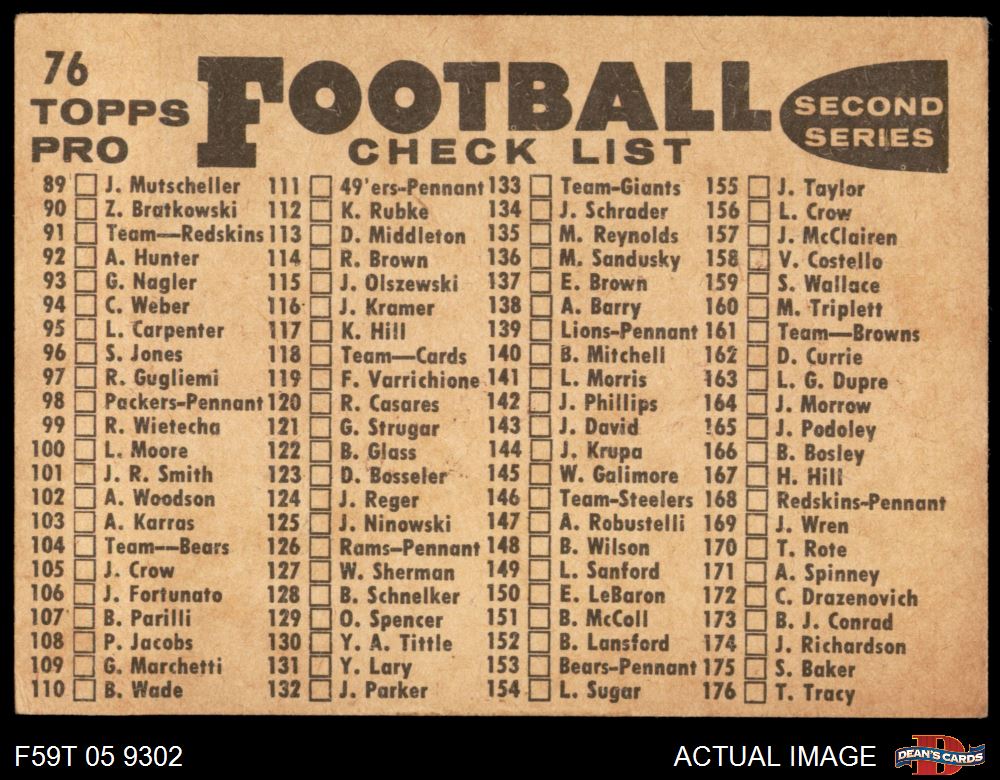 76
TOPPS
PRO
FOOTBALL
CHECK LIST
SECOND
SERIES
89 J. Mutscheller
90 Z. Bratkowski
91 Team—Redskins
92 A. Hunter
93 G. Nagler
94 C. Weber
95 L. Carpenter
96 S. Jones
97 R. Gugliemi
98 Packers-Pennant
99 R. Wietecha
100 L. Moore
101 J. R. Smith
102 A. Woodson
103 A. Karras
104 Team—Bears
105 J. Crow
106 J. Fortunato
107 B. Parilli
108 P. Jacobs
109 G. Marchetti
110 B. Wade
111 49'ers-Pennant
112 K. Rubke
113 D. Middleton
114 R. Brown
115 J. Olszewski
116 J. Kramer
117 K. Hill
118 Team—Cards
119 F. Varrichione
120 R. Casares
121 G. Strugar
122 B. Glass
123 D. Bosseler
124 J. Reger
125 J. Ninowski
126 Rams-Pennant
127 W. Sherman
128 B. Schnelker
129 O. Spencer
130 Y. A. Tittle
131 Y. Lary
132 J. Parker
133 Team-Giants
134 J. Schrader
135 M. Reynolds
136 M. Sandusky
137 E. Brown
138 A. Barry
139 Lions-Pennant
140 B. Mitchell
141 L. Morris
142 J. Phillips
143 J. David
144 J. Krupa
145 W. Galimore
146 Team-Steelers
147 A. Robustelli
148 B. Wilson
149 L. Sanford
150 E. LeBaron
151 B. McColl
152 B. Lansford
153 Bears-Pennant
154 L. Sugar
155 J. Taylor
156 L. Crow
157 J. McClairen
158 V. Costello
159 S. Wallace
160 M. Triplett
161 Team—Browns
162 D. Currie
163 L. G. Dupre
164 J. Morrow
165 J. Podoley
166 B. Bosley
167 H. Hill
168 Redskins-Pennant
169 J. Wren
170 T. Rote
171 A. Spinney
172 C. Drazenovich
173 B. J. Conrad
174 J. Richardson
175 S. Baker
176 T. Tracy
F59T 05 9302
ACTUAL IMAGE
DEAN'S CARDS